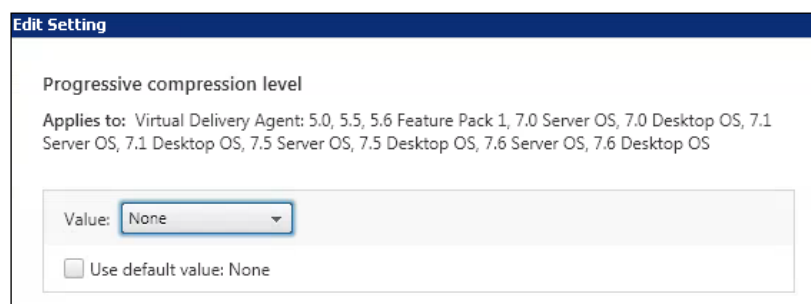 Edit Setting
Progressive compression level
Applies to: Virtual Delivery Agent: 5.0, 5.5, 5.6 Feature Pack 1, 7.0 Server OS, 7.0 Desktop OS, 7.1
Server OS, 7.1 Desktop OS, 7.5 Server OS, 7.5 Desktop OS, 7.6 Server OS, 7.6 Desktop OS
Value: None
Use default value: None